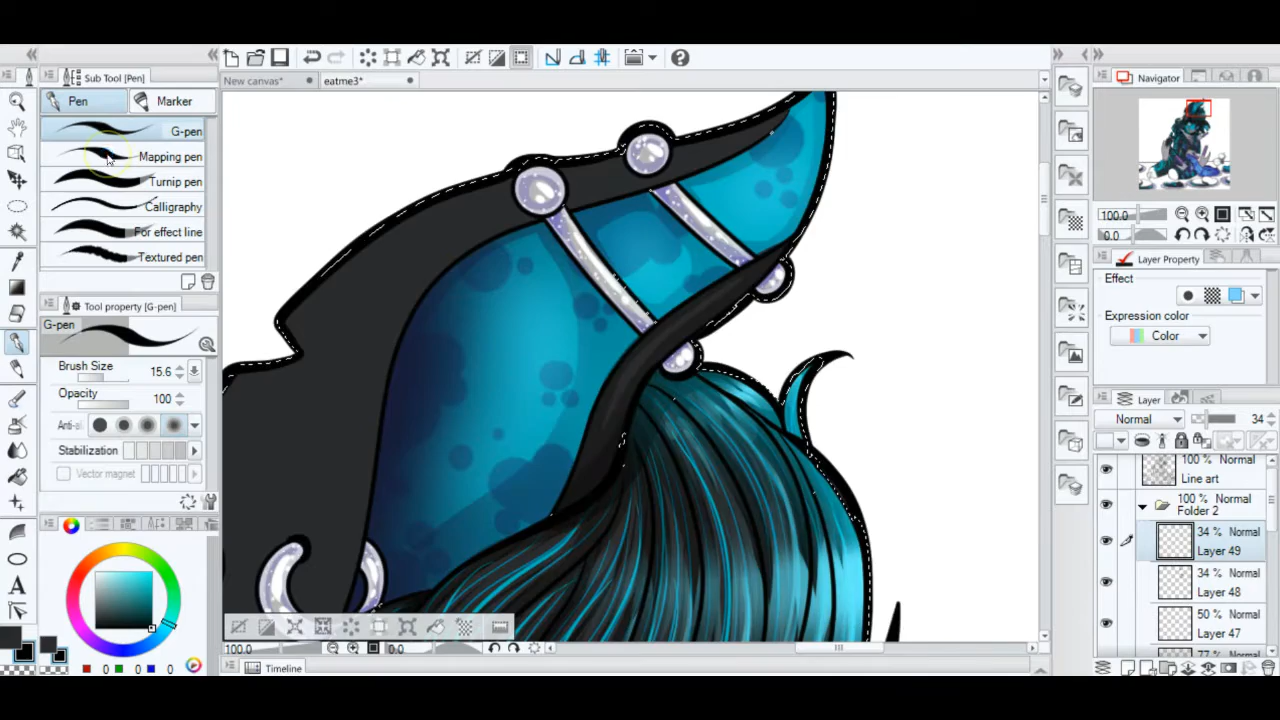 Sub Tool [Pen]
Pen
Marker
G-pen
Mapping pen
Turnip pen
Calligraphy
For effect line
Textured pen
Tool property [G-pen]
G-pen
Brush Size
15.6
Opacity
100
Anti-al
Stabilization
Vector magnet
0 0 0
New canvas*
eatme3*
100.0
0.0
Timeline
Navigator
100.0
0.0
Layer Property
Effect
Expression color
Color
Layer
Normal
34
100 % Normal
Line art
100 % Normal
Folder 2
34 % Normal
Layer 49
34 % Normal
Layer 48
50 % Normal
Layer 47
77 % Normal